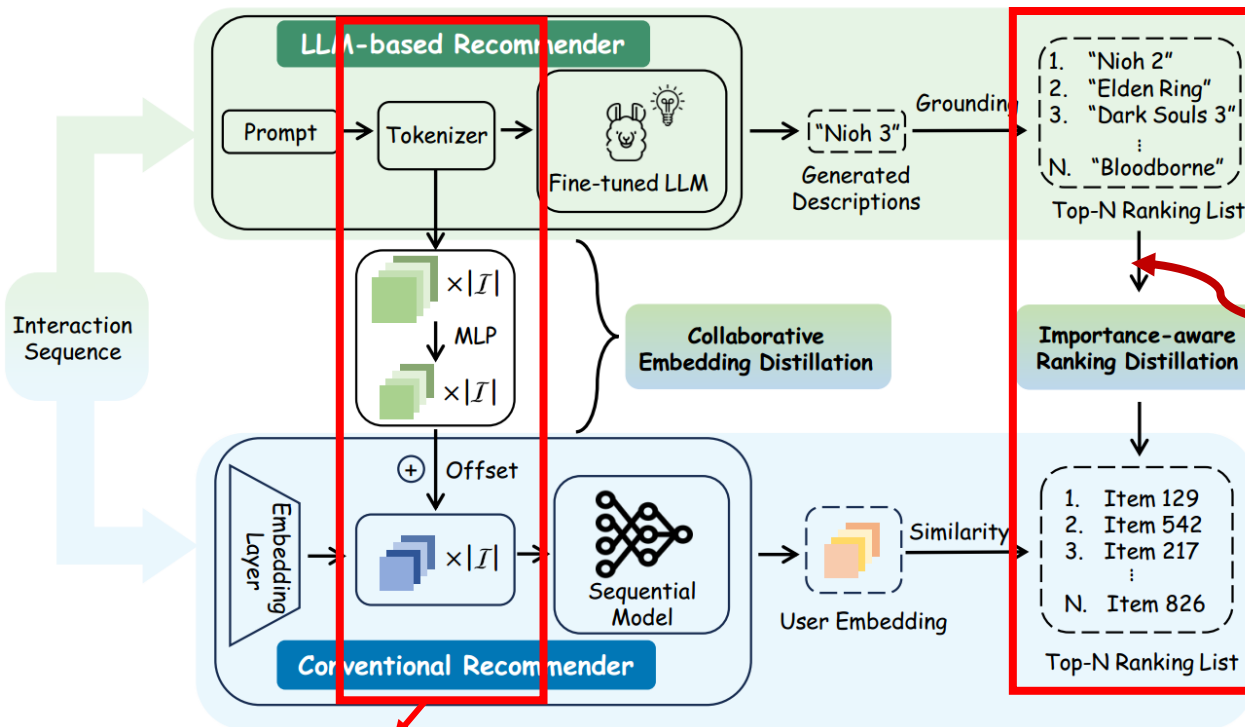 LLM-based Recommender
Prompt
Tokenizer
Fine-tuned LLM
"Nioh 3"
Generated
Descriptions
Grounding
1. "Nioh 2"
2. "Elden Ring"
3. "Dark Souls 3"
⋮
N. "Bloodborne"
Top-N Ranking List
Interaction
Sequence
×|I|
MLP
×|I|
Collaborative
Embedding Distillation
Importance-aware
Ranking Distillation
+ Offset
Embedding
Layer
×|I|
Sequential
Model
User Embedding
Similarity
1. Item 129
2. Item 542
3. Item 217
⋮
N. Item 826
Top-N Ranking List
Conventional Recommender